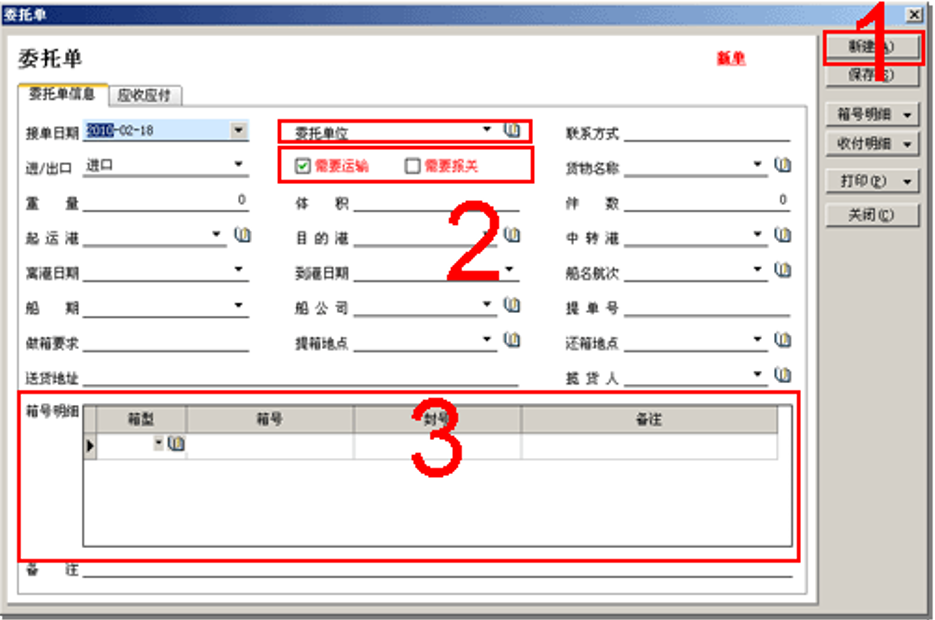 委托单
委托单
新单
1
新建(A)
保存(S)
箱号明细
收付明细
打印(P)
关闭(C)
委托单信息 应收应付
接单日期 2010-02-18 委托单位 联系方式
进/出口 进口 需要运输 需要报关 货物名称
重量 0 体积 件数 0
2
起运港 目的港 中转港
离港日期 到港日期 船名航次
船期 船公司 提单号
做箱要求 提箱地点 还箱地点
送货地址 揽货人
3
箱号明细 箱型 箱号 封号 备注
备注